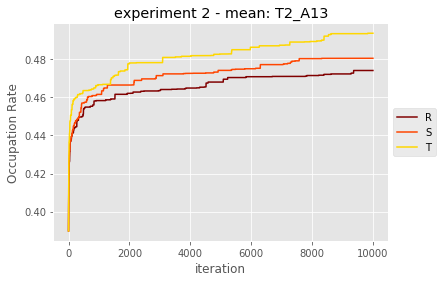 experiment 2 - mean: T2_A13
Occupation Rate
0.48
0.46
0.44
0.42
0.40
0 2000 4000 6000 8000 10000
iteration
R
S
T